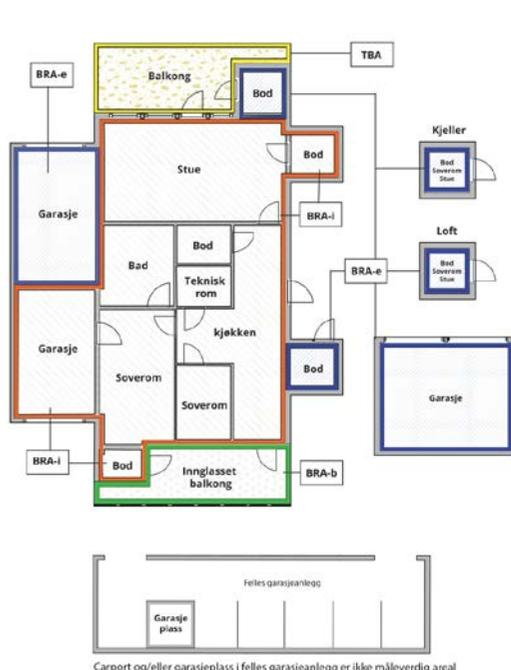 TBA
Balkong
BRA-e
Bod
Kjeller
Bod
Soverom
Stue
Bod
Stue
Garasje
BRA-i
Loft
Bod
Bad
Bod
Soverom
Stue
BRA-e
Teknisk
rom
kjøkken
Garasje
Bod
Soverom
Garasje
Soverom
BRA-i
Bod
Innglasset
balkong
BRA-b
Felles garasjeanlegg
Garasje
plass
Carport og/eller garasjeplass i felles garasjeanlegg er ikke måleverdig areal